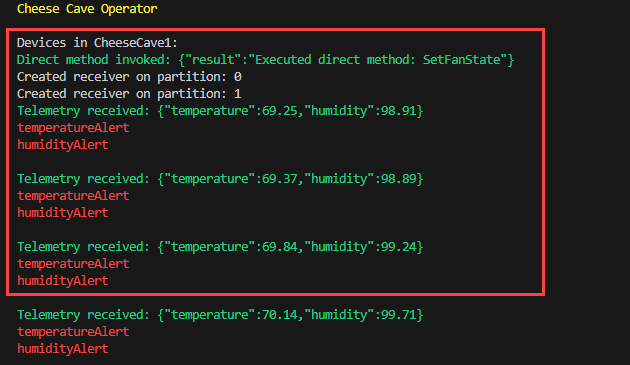 Cheese Cave Operator
Devices in CheeseCave1:
Direct method invoked: {"result":"Executed direct method: SetFanState"}
Created receiver on partition: 0
Created receiver on partition: 1
Telemetry received: {"temperature":69.25,"humidity":98.91}
temperatureAlert
humidityAlert
Telemetry received: {"temperature":69.37,"humidity":98.89}
temperatureAlert
humidityAlert
Telemetry received: {"temperature":69.84,"humidity":99.24}
temperatureAlert
humidityAlert
Telemetry received: {"temperature":70.14,"humidity":99.71}
temperatureAlert
humidityAlert